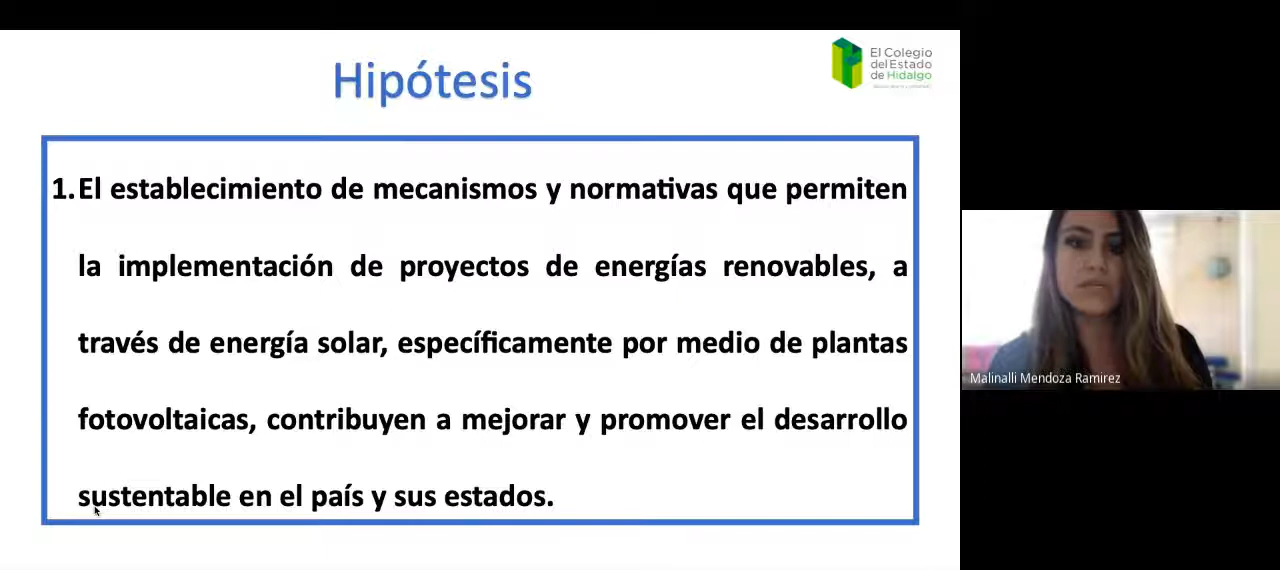 Hipótesis
El Colegio
del Estado
de Hidalgo
1. El establecimiento de mecanismos y normativas que permiten
la implementación de proyectos de energías renovables, a
través de energía solar, específicamente por medio de plantas
fotovoltaicas, contribuyen a mejorar y promover el desarrollo
sustentable en el país y sus estados.
Malinalli Mendoza Ramirez